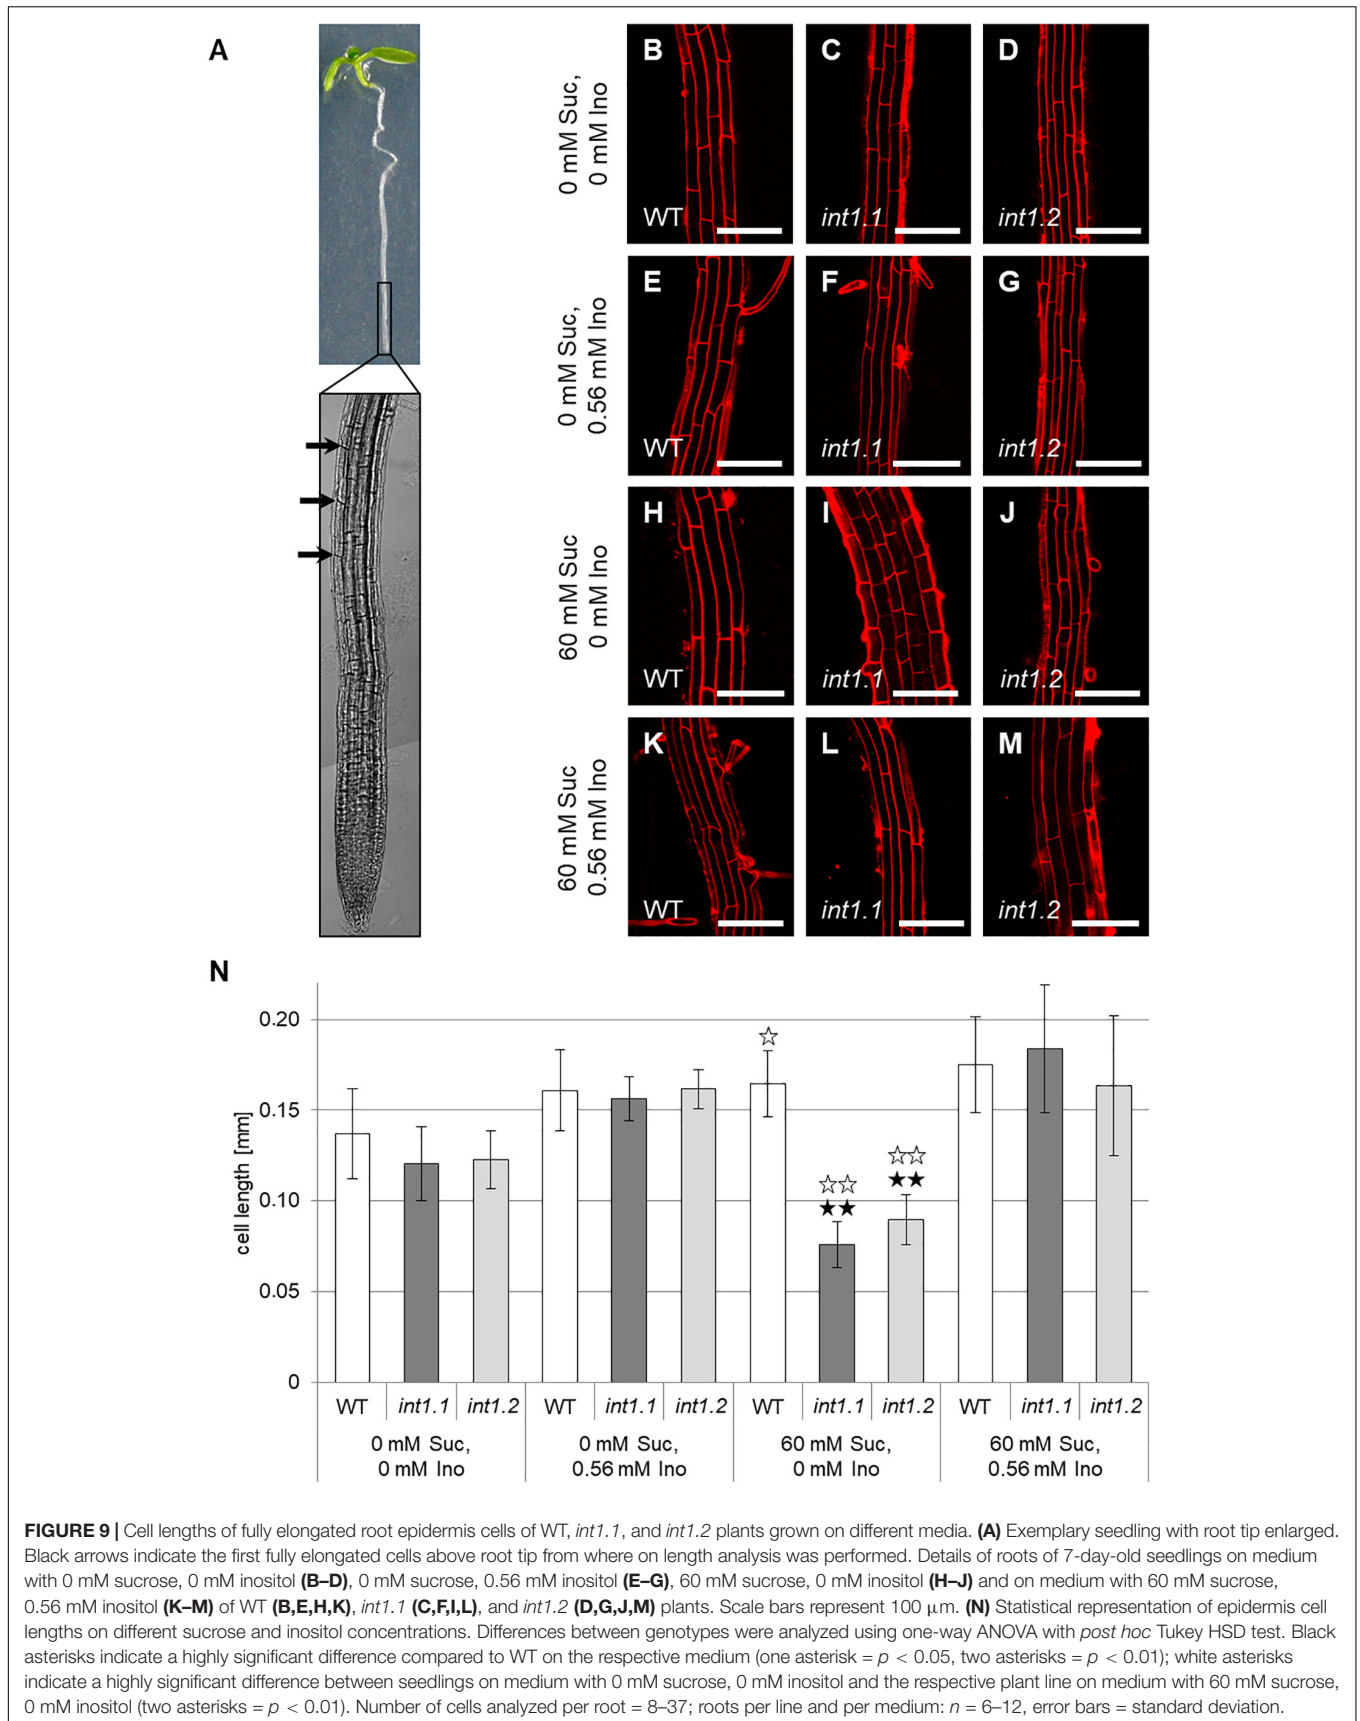 A
B
C
D
0 mM Suc,
0 mM Ino
WT
int1.1
int1.2
E
F
G
0 mM Suc,
0.56 mM Ino
WT
int1.1
int1.2
H
I
J
60 mM Suc
0 mM Ino
WT
int1.1
int1.2
K
L
M
60 mM Suc
0.56 mM Ino
WT
int1.1
int1.2
N
cell length [mm]
0.20
0.15
0.10
0.05
0
☆
☆☆
★★
☆☆
★★
WT int1.1 int1.2 WT int1.1 int1.2 WT int1.1 int1.2 WT int1.1 int1.2
0 mM Suc, 0 mM Suc, 60 mM Suc, 60 mM Suc,
0 mM Ino 0.56 mM Ino 0 mM Ino 0.56 mM Ino
FIGURE 9 | Cell lengths of fully elongated root epidermis cells of WT, int1.1, and int1.2 plants grown on different media. (A) Exemplary seedling with root tip enlarged.
Black arrows indicate the first fully elongated cells above root tip from where on length analysis was performed. Details of roots of 7-day-old seedlings on medium
with 0 mM sucrose, 0 mM inositol (B–D), 0 mM sucrose, 0.56 mM inositol (E–G), 60 mM sucrose, 0 mM inositol (H–J) and on medium with 60 mM sucrose,
0.56 mM inositol (K–M) of WT (B,E,H,K), int1.1 (C,F,I,L), and int1.2 (D,G,J,M) plants. Scale bars represent 100 μm. (N) Statistical representation of epidermis cell
lengths on different sucrose and inositol concentrations. Differences between genotypes were analyzed using one-way ANOVA with post hoc Tukey HSD test. Black
asterisks indicate a highly significant difference compared to WT on the respective medium (one asterisk = p < 0.05, two asterisks = p < 0.01); white asterisks
indicate a highly significant difference between seedlings on medium with 0 mM sucrose, 0 mM inositol and the respective plant line on medium with 60 mM sucrose,
0 mM inositol (two asterisks = p < 0.01). Number of cells analyzed per root = 8–37; roots per line and per medium: n = 6–12, error bars = standard deviation.